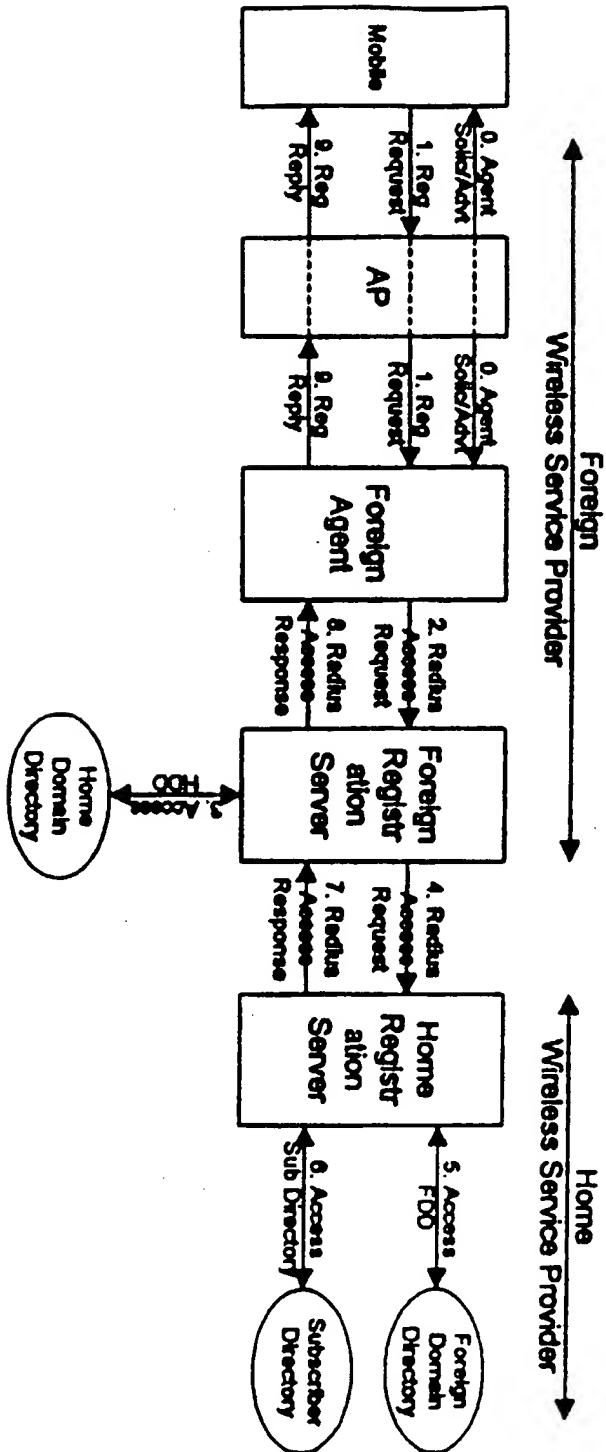 Foreign
Wireless Service Provider
Home
Wireless Service Provider
Mobile
0. Agent
Solic/Advt
1. Reg
Request
9. Reg
Reply
AP
0. Agent
Solic/Advt
1. Reg
Request
9. Reg
Reply
Foreign
Agent
2. Radius
Access
Request
8. Radius
Access
Response
Foreign
Registr
ation
Server
3. Access
HDD
Home
Domain
Directory
4. Radius
Access
Request
7. Radius
Access
Response
Home
Registr
ation
Server
5. Access
FDD
6. Access
Sub Directory
Foreign
Domain
Directory
Subscriber
Directory